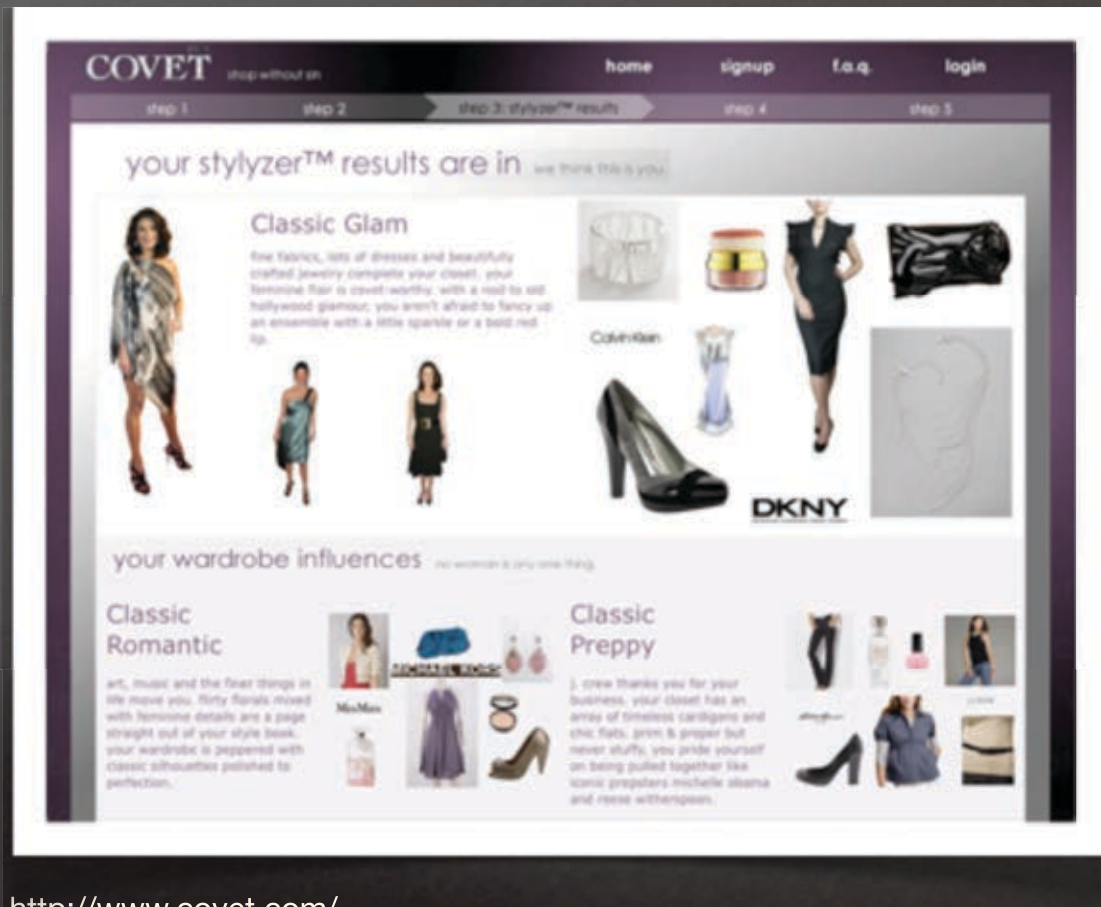 COVET shop without sin
home signup f.a.q. login
step 1 step 2 step 3: stylyzer™ results step 4 step 5
your stylyzer™ results are in we think this is you.
Classic Glam
fine fabrics, lots of dresses and beautifully
crafted jewelry complete your closet. your
feminine flair is covet-worthy. with a nod to old
hollywood glamour, you aren't afraid to fancy up
an ensemble with a little sparkle or a bold red
lip.
Calvin Klein
DKNY
your wardrobe influences no woman is any one thing.
Classic
Romantic
art, music and the finer things in
life move you. flirty florals mixed
with feminine details are a page
straight out of your style book.
your wardrobe is peppered with
classic silhouettes polished to
perfection.
MICHAEL KORS
MaxMara
Classic
Preppy
j. crew thanks you for your
business. your closet has an
array of timeless cardigans and
chic flats. prim & proper but
never stuffy, you pride yourself
on being pulled together like
iconic prepsters michelle obama
and reese witherspoon.
http://www.covet.com/